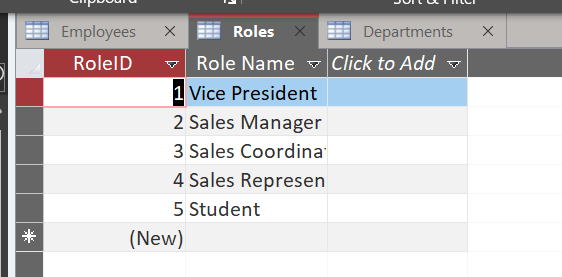 Clipboard Sort & Filter
Employees Roles Departments
RoleID Role Name Click to Add
1 Vice President
2 Sales Manager
3 Sales Coordinat
4 Sales Represen
5 Student
(New)